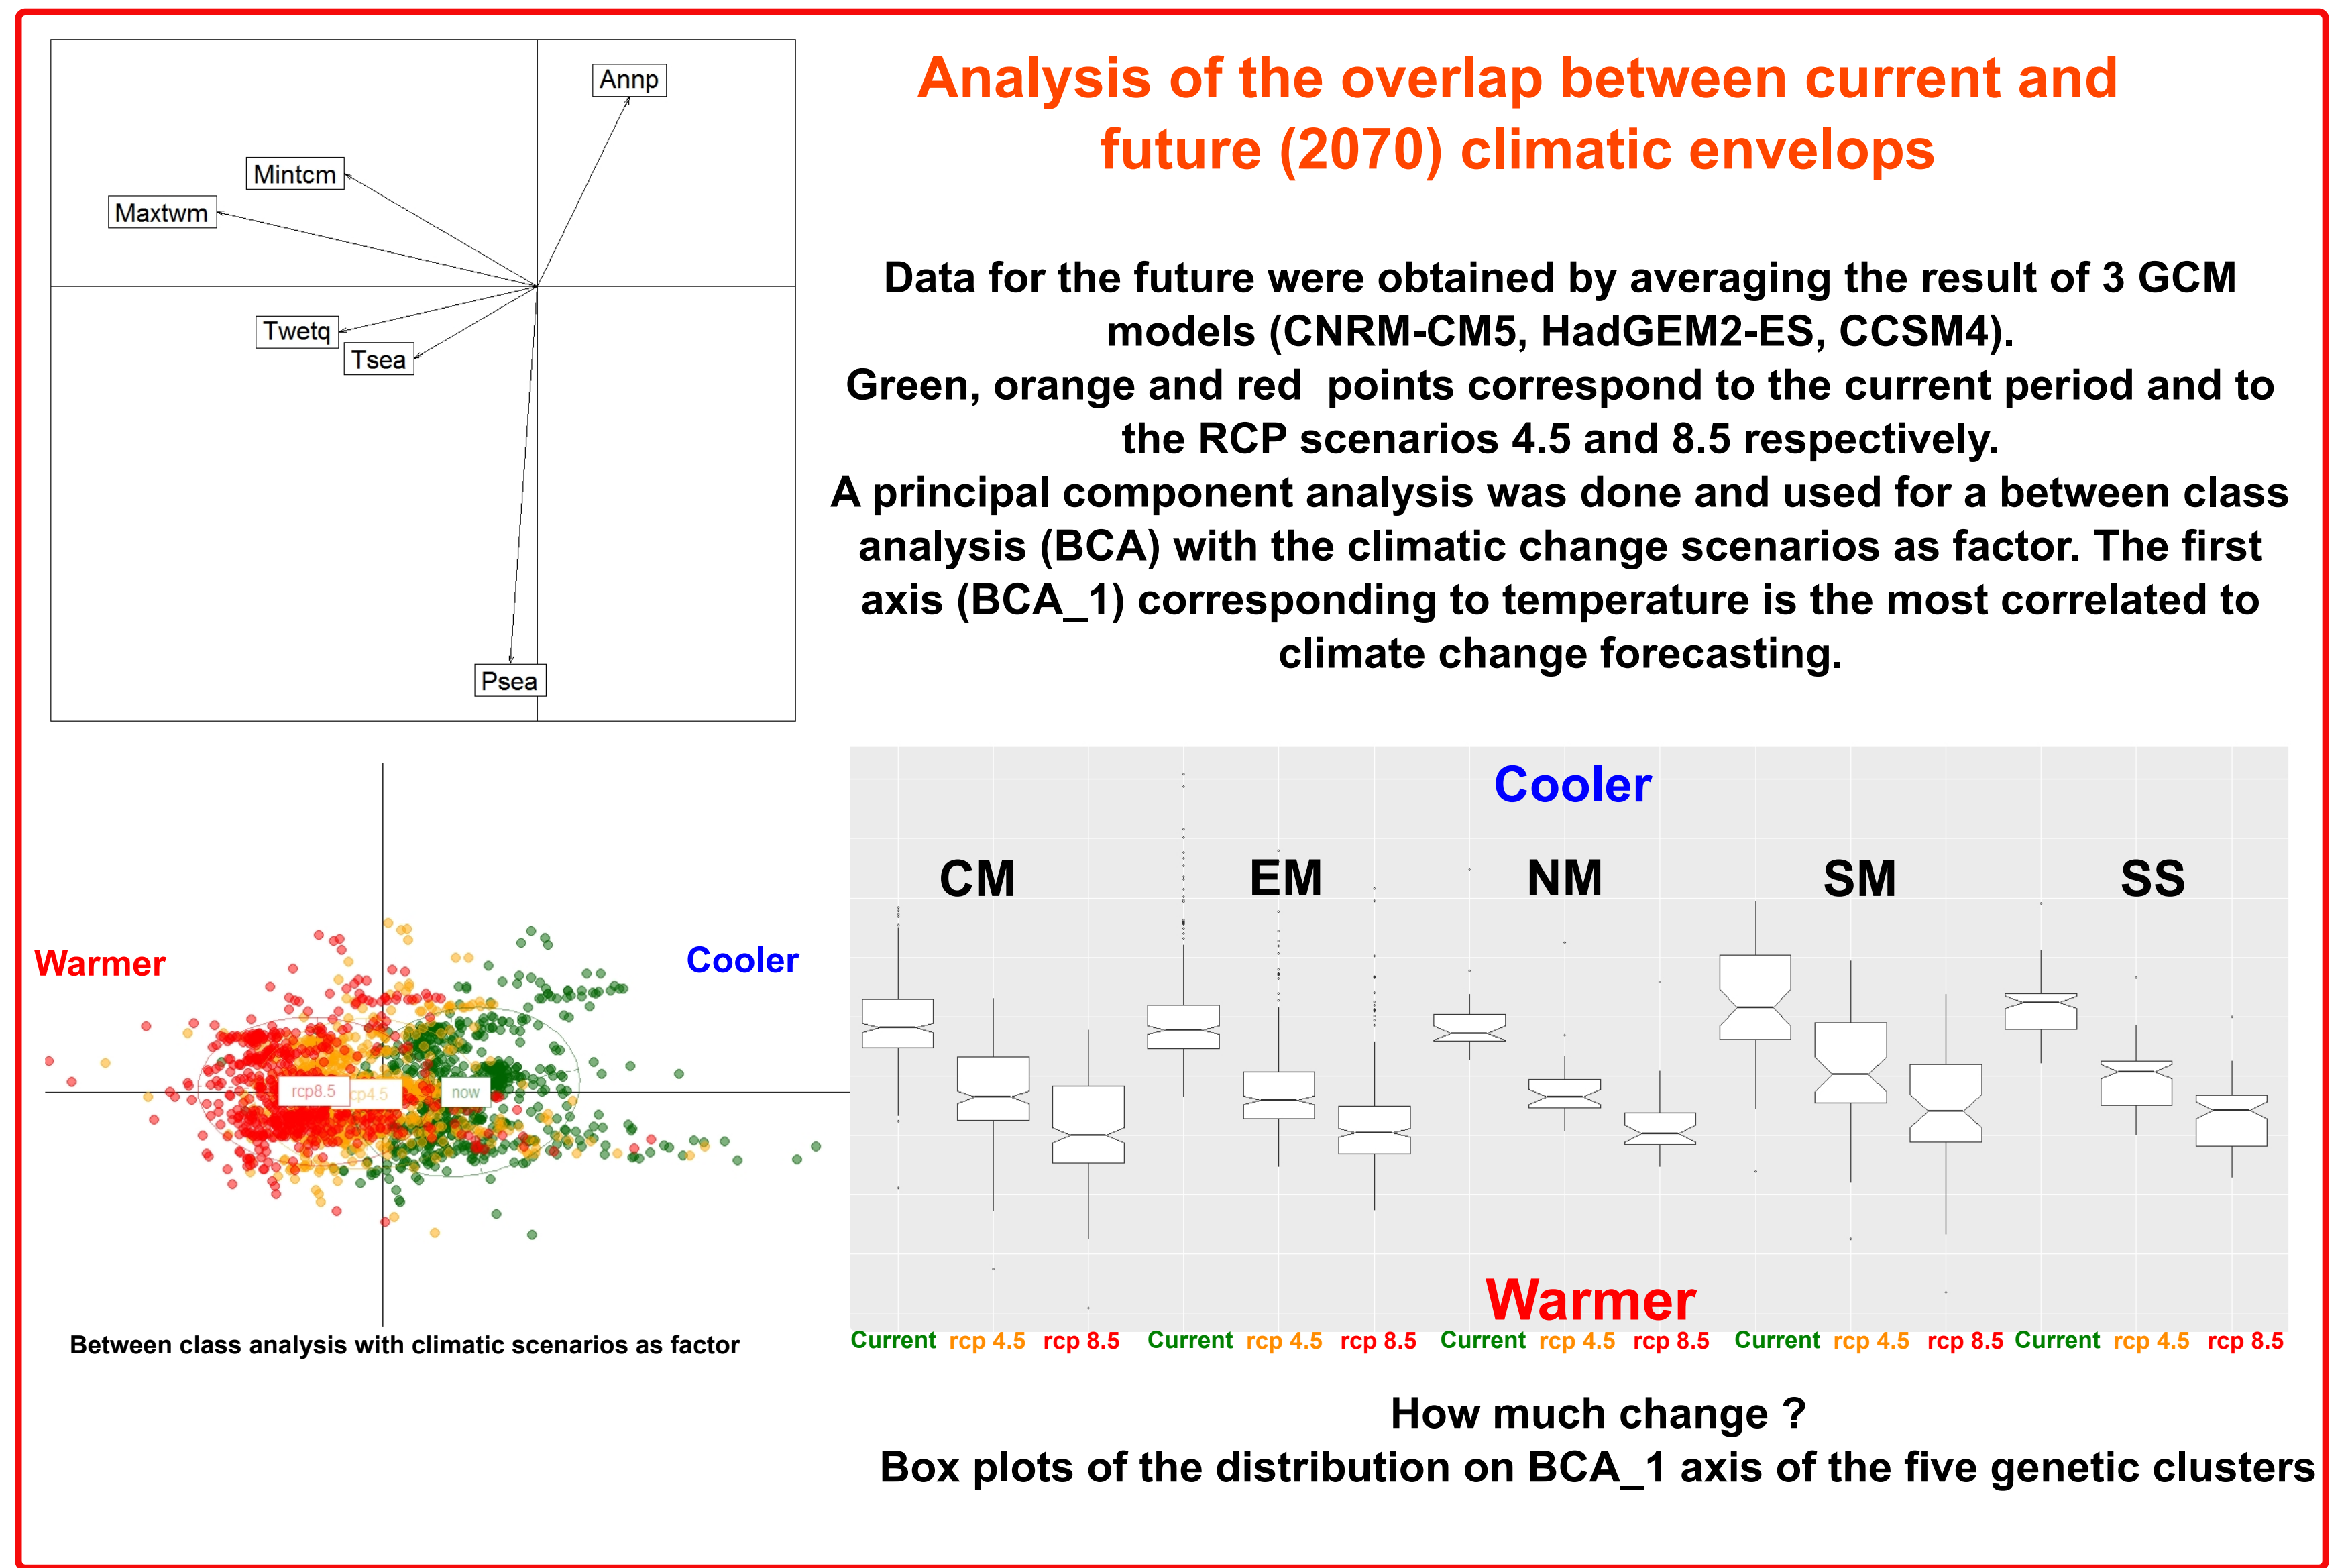 Analysis of the overlap between current and
future (2070) climatic envelops
Annp
Mintcm
Maxtwm
Twetq
Tsea
Psea
Data for the future were obtained by averaging the result of 3 GCM
models (CNRM-CM5, HadGEM2-ES, CCSM4).
Green, orange and red  points correspond to the current period and to
the RCP scenarios 4.5 and 8.5 respectively.
A principal component analysis was done and used for a between class
analysis (BCA) with the climatic change scenarios as factor. The first
axis (BCA_1) corresponding to temperature is the most correlated to
climate change forecasting.
Warmer
Cooler
rcp8.5 cp4.5 now
Between class analysis with climatic scenarios as factor
Cooler
CM EM NM SM SS
Warmer
Current rcp 4.5 rcp 8.5 Current rcp 4.5 rcp 8.5 Current rcp 4.5 rcp 8.5 Current rcp 4.5 rcp 8.5 Current rcp 4.5 rcp 8.5
How much change ?
Box plots of the distribution on BCA_1 axis of the five genetic clusters